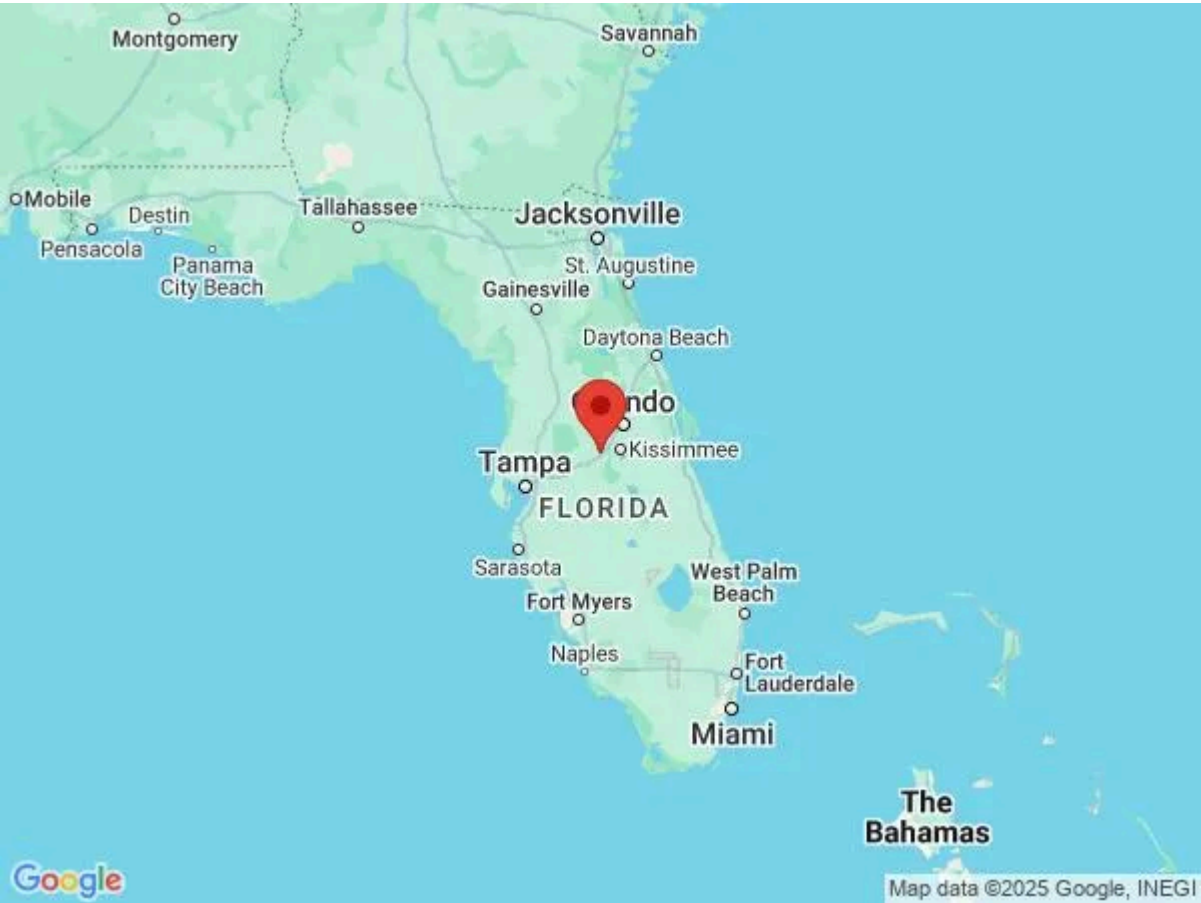 Savannah
Montgomery
Mobile
Destin
Tallahassee
Jacksonville
Pensacola
Panama
City Beach
St. Augustine
Gainesville
Daytona Beach
ndo
Kissimmee
Tampa
FLORIDA
Sarasota
West Palm
Beach
Fort Myers
Naples
Fort
Lauderdale
Miami
The
Bahamas
Google
Map data ©2025 Google, INEGI